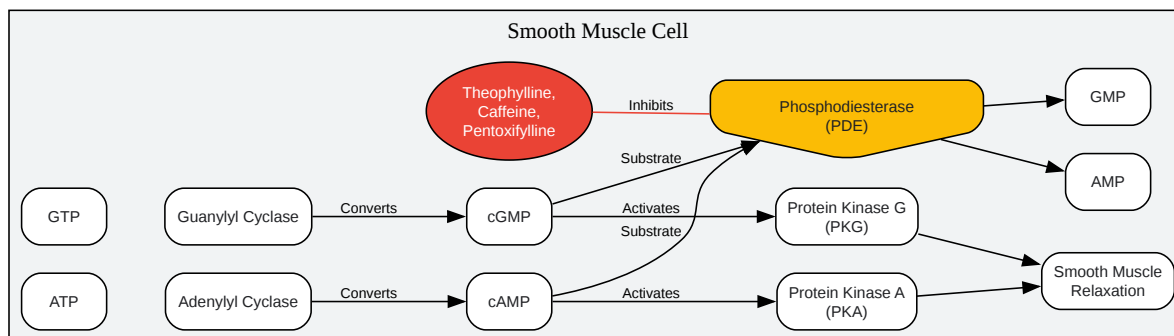 Smooth Muscle Cell
Theophylline,
Caffeine,
Pentoxifylline
Inhibits
Phosphodiesterase
(PDE)
GMP
Substrate
AMP
GTP
Guanylyl Cyclase
Converts
cGMP
Activates
Protein Kinase G
(PKG)
Substrate
Smooth Muscle
Relaxation
ATP
Adenylyl Cyclase
Converts
cAMP
Activates
Protein Kinase A
(PKA)